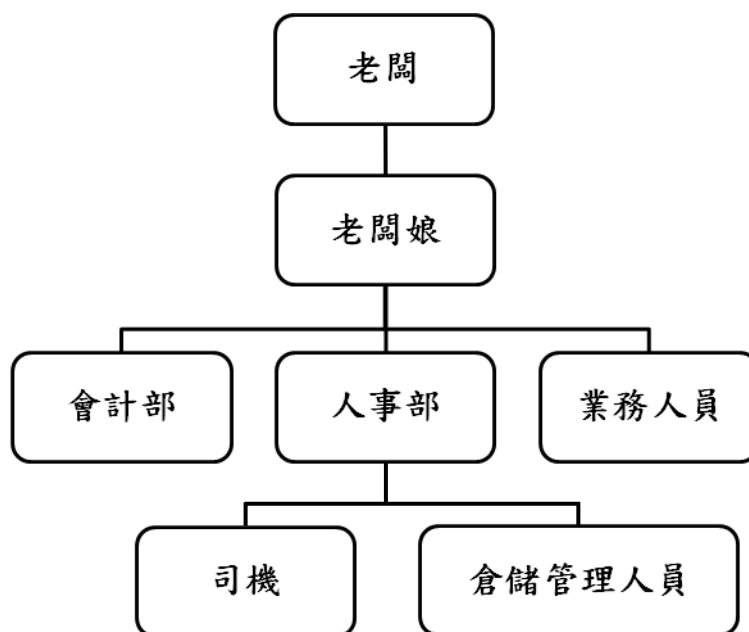 老闆
老闆娘
會計部
人事部
業務人員
司機
倉儲管理人員